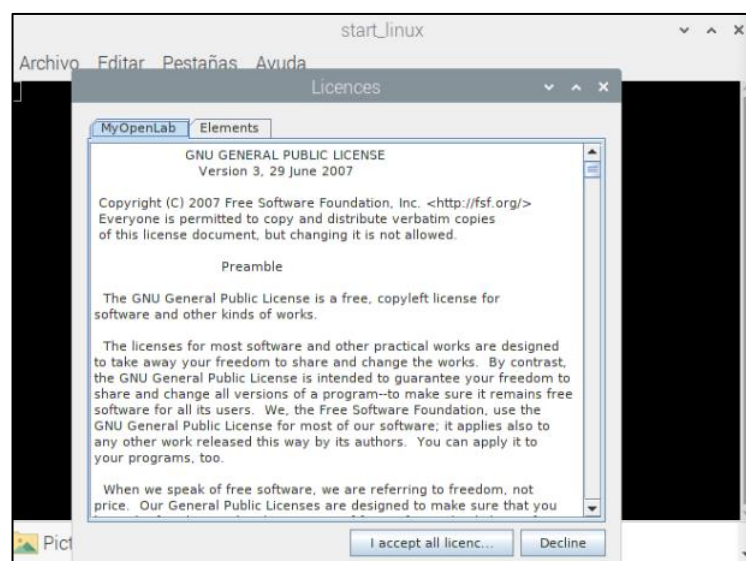 start_linux
Archivo Editar Pestañas Ayuda
Licences
MyOpenLab Elements
GNU GENERAL PUBLIC LICENSE
Version 3, 29 June 2007
Copyright (C) 2007 Free Software Foundation, Inc. <http://fsf.org/>
Everyone is permitted to copy and distribute verbatim copies
of this license document, but changing it is not allowed.
Preamble
The GNU General Public License is a free, copyleft license for
software and other kinds of works.
The licenses for most software and other practical works are designed
to take away your freedom to share and change the works. By contrast,
the GNU General Public License is intended to guarantee your freedom to
share and change all versions of a program--to make sure it remains free
software for all its users. We, the Free Software Foundation, use the
GNU General Public License for most of our software; it applies also to
any other work released this way by its authors. You can apply it to
your programs, too.
When we speak of free software, we are referring to freedom, not
price. Our General Public Licenses are designed to make sure that you
Pict
I accept all licenc... Decline